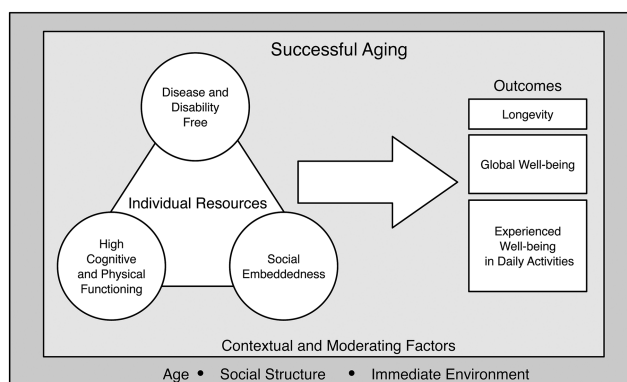 Successful Aging
Disease and
Disability
Free
Individual Resources
High
Cognitive
and Physical
Functioning
Social
Embeddedness
Outcomes
Longevity
Global Well-being
Experienced
Well-being
in Daily Activities
Contextual and Moderating Factors
Age • Social Structure • Immediate Environment